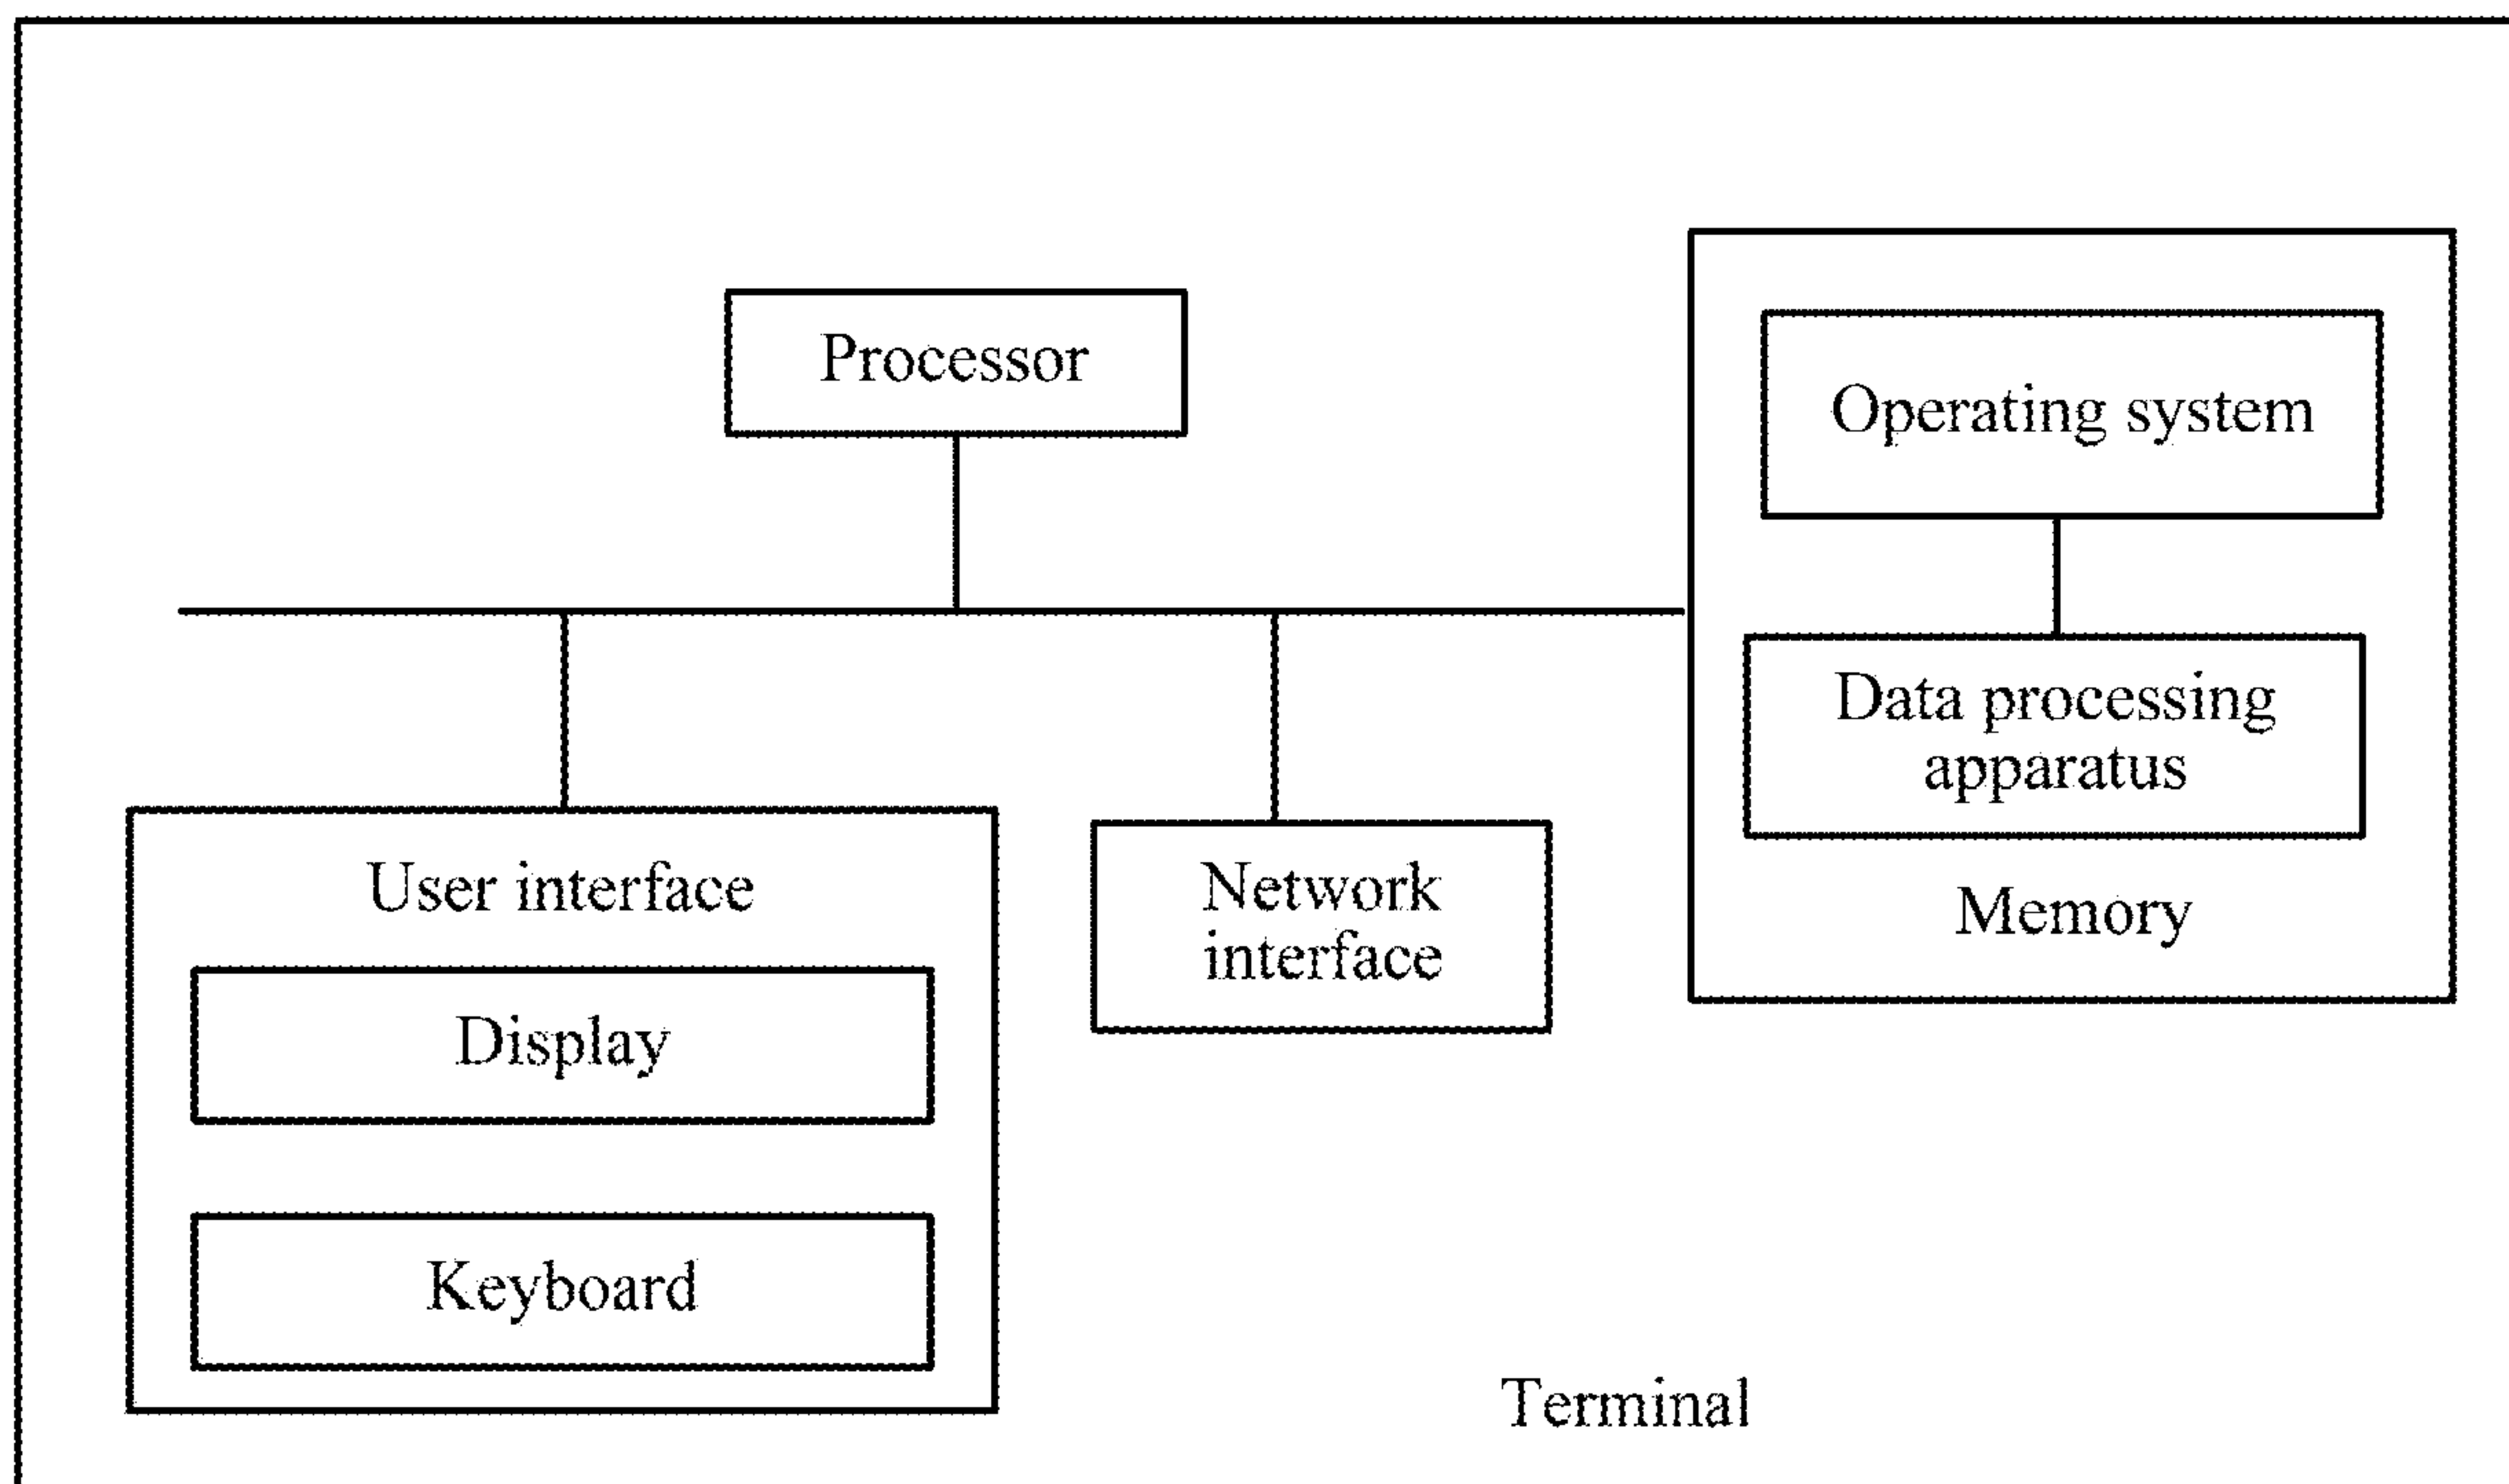 Processor
Operating system
Data processing
apparatus
Memory
User interface
Display
Keyboard
Network
interface
Terminal